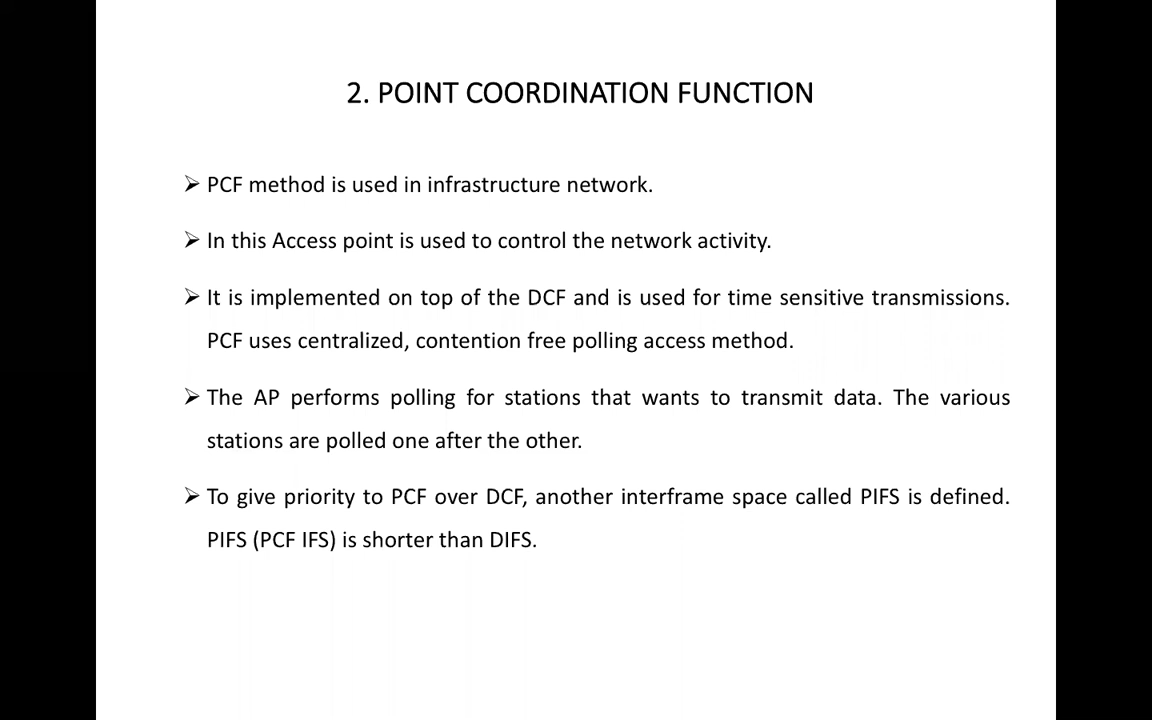 2. POINT COORDINATION FUNCTION
➢ PCF method is used in infrastructure network.
➢ In this Access point is used to control the network activity.
➢ It is implemented on top of the DCF and is used for time sensitive transmissions.
PCF uses centralized, contention free polling access method.
➢ The AP performs polling for stations that wants to transmit data. The various
stations are polled one after the other.
➢ To give priority to PCF over DCF, another interframe space called PIFS is defined.
PIFS (PCF IFS) is shorter than DIFS.